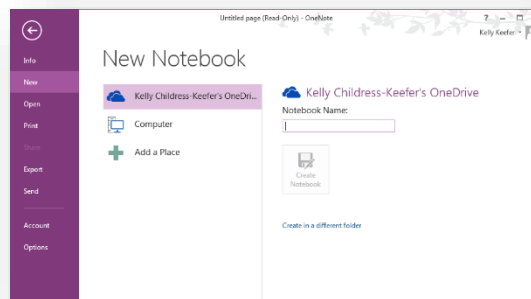 Untitled page (Read-Only) - OneNote
?
Kelly Keefer
Info
New
Open
Print
Share
Export
Send
Account
Options
New Notebook
Kelly Childress-Keefer's OneDri...
Computer
Add a Place
Kelly Childress-Keefer's OneDrive
Notebook Name:
Create
Notebook
Create in a different folder